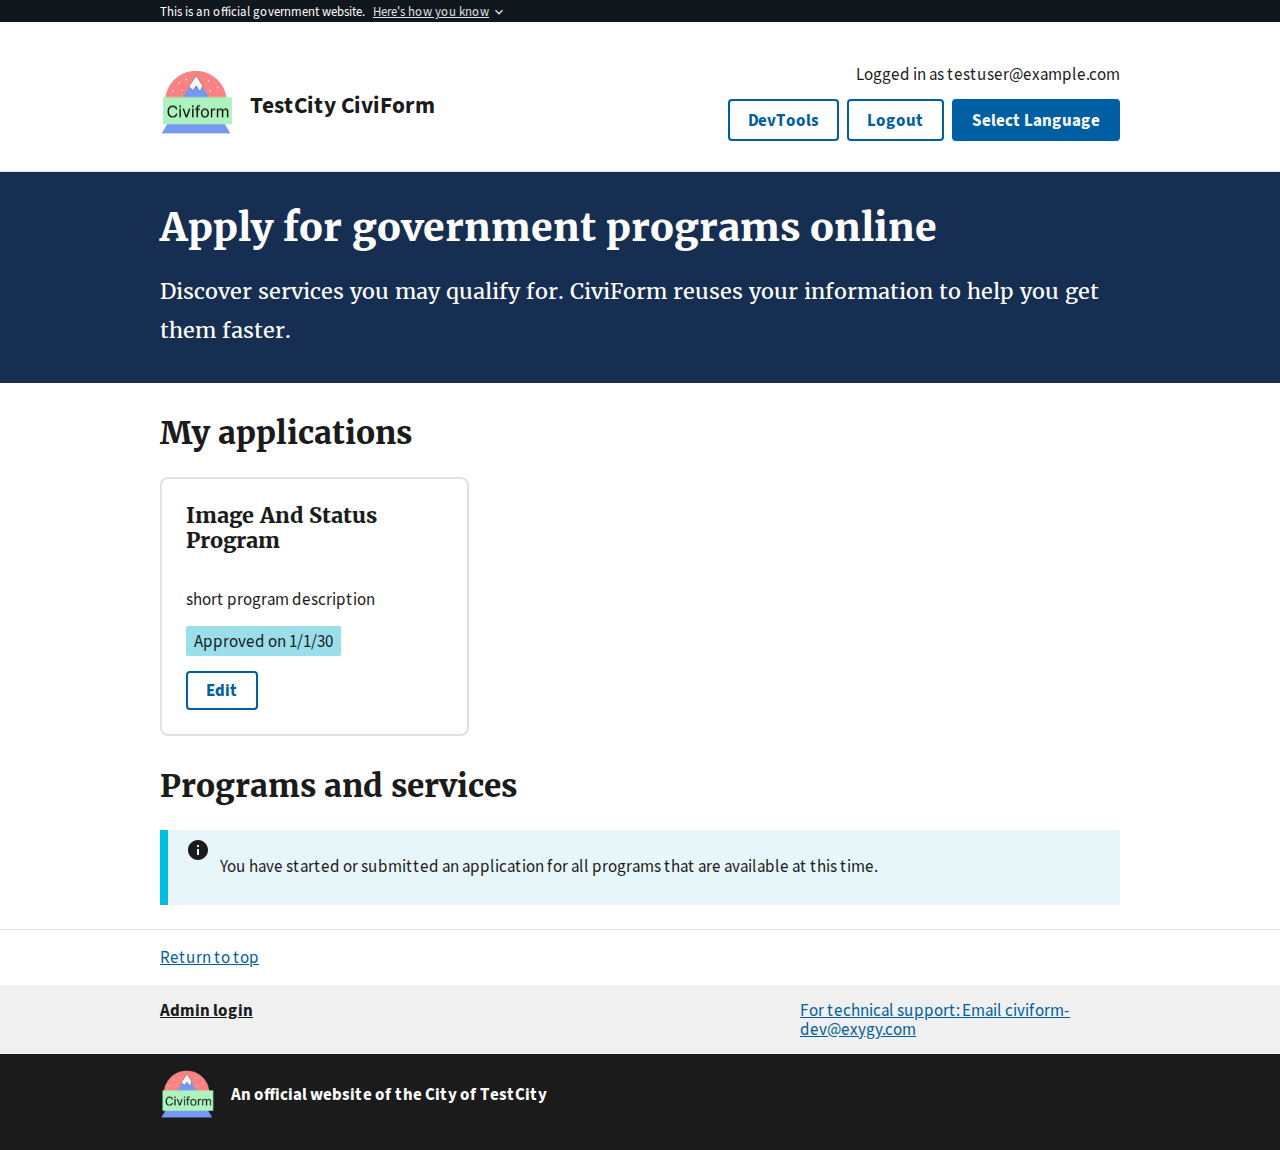 This is an official government website. Here's how you know
Logged in as testuser@example.com
Civiform
TestCity CiviForm
DevTools
Logout
Select Language
Apply for government programs online
Discover services you may qualify for. CiviForm reuses your information to help you get
them faster.
My applications
Image And Status
Program
short program description
Approved on 1/1/30
Edit
Programs and services
You have started or submitted an application for all programs that are available at this time.
Return to top
Admin login
For technical support: Email civiform-
dev@exygy.com
Civiform
An official website of the City of TestCity